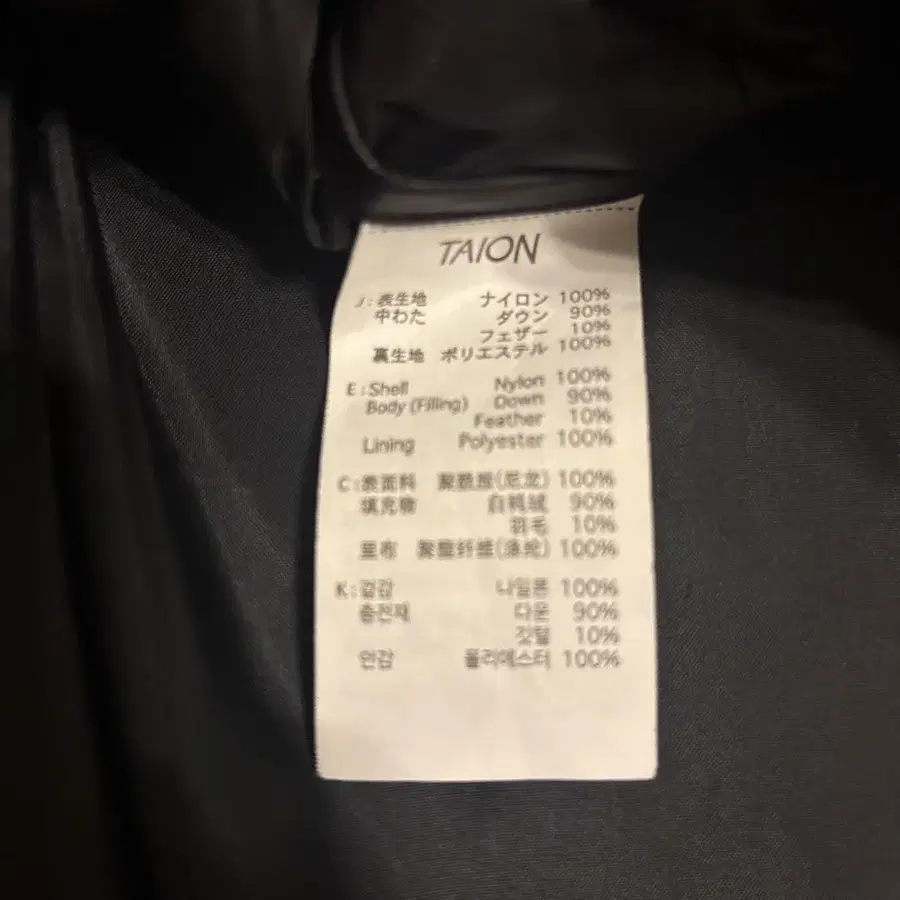 TAION
J:表生地 ナイロン 100%
中わた ダウン 90%
フェザー 10%
裏生地 ポリエステル 100%
E:Shell Nylon 100%
Body (Filling) Down 90%
Feather 10%
Lining Polyester 100%
C:表面料 聚酰胺(尼龙) 100%
填充物 白鸭绒 90%
羽毛 10%
里布 聚酯纤维(涤纶) 100%
K:겉감 나일론 100%
충전재 다운 90%
깃털 10%
안감 폴리에스터 100%